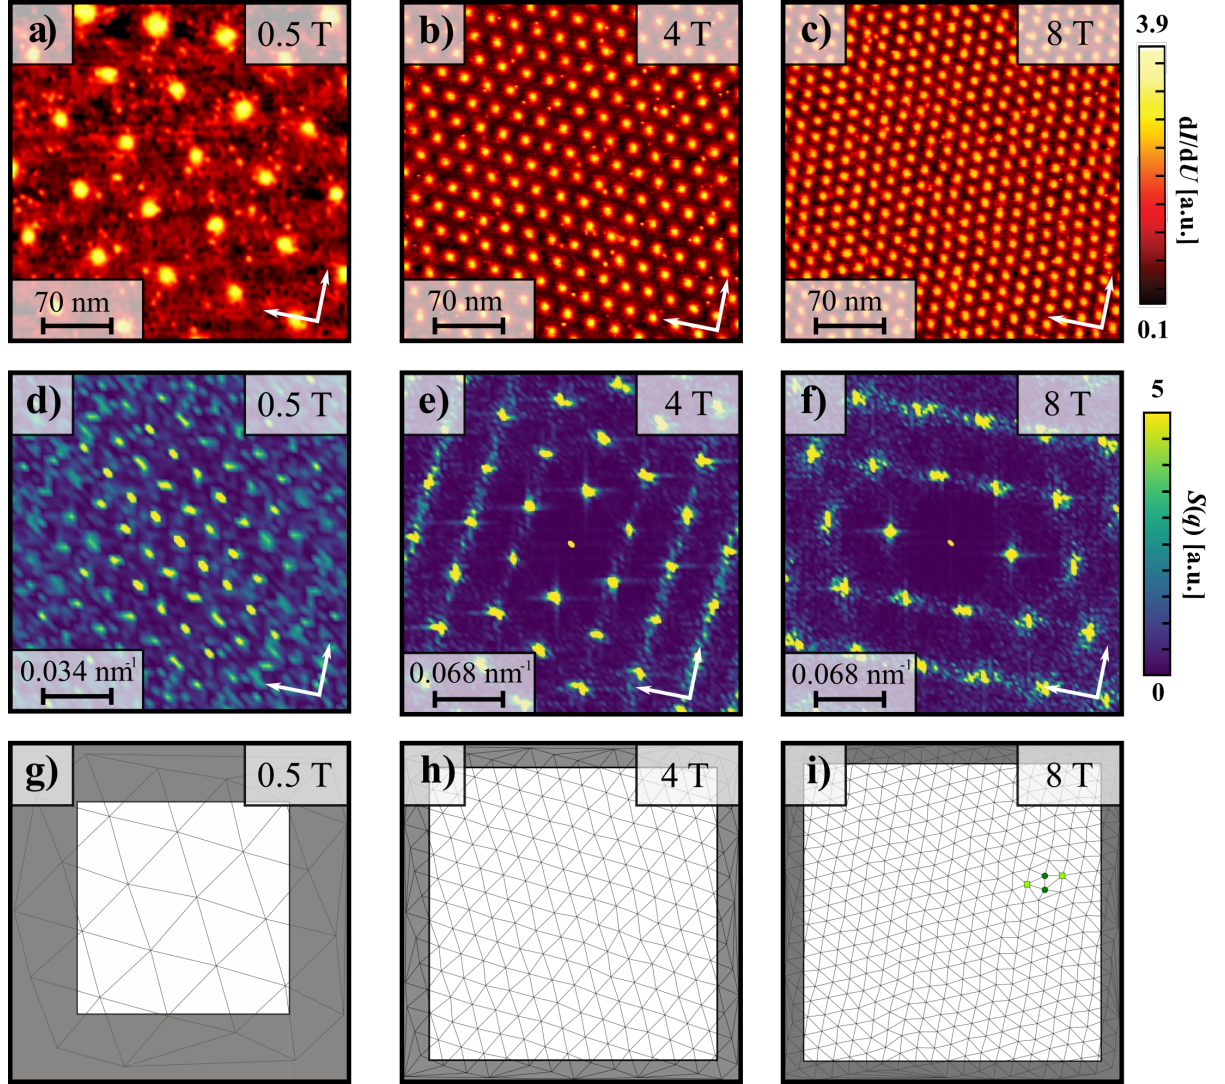 a) 0.5 T
b) 4 T
c) 8 T
3.9
dI/dU [a.u.]
0.1
70 nm
70 nm
70 nm
d) 0.5 T
e) 4 T
f) 8 T
5
S(q) [a.u.]
0
0.034 nm⁻¹
0.068 nm⁻¹
0.068 nm⁻¹
g) 0.5 T
h) 4 T
i) 8 T